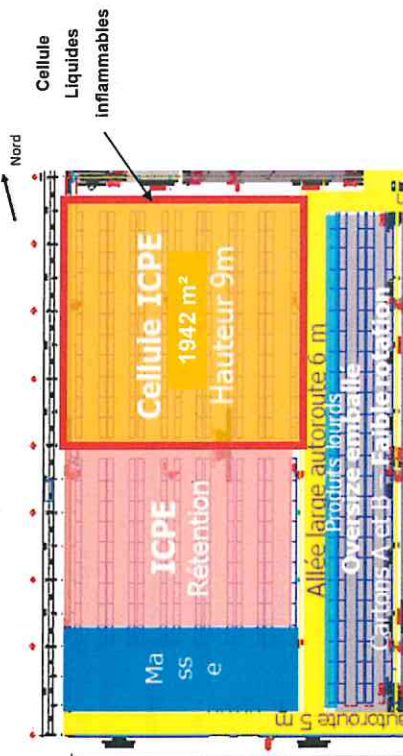 Nord
Cellule
Liquides
inflammables
Cellule ICPE
1942 m²
Hauteur 9m
ICPE
Rétention
Ma
ss
e
Allée large autoroute 6 m
Produits lourds
Oversize emballé
Cartons A et B - Faible rotation
autoroute 5 m